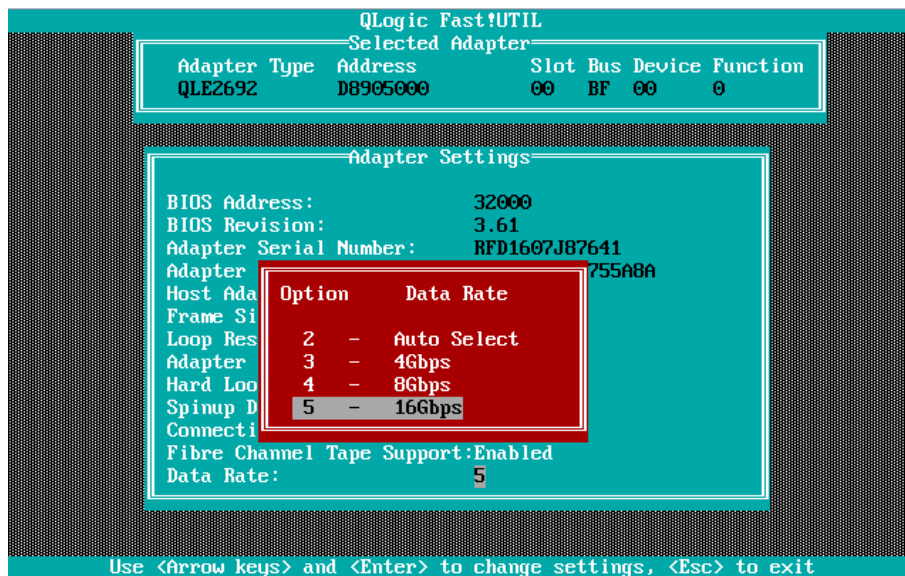 QLogic Fast!UTIL
Selected Adapter
Adapter Type Address Slot Bus Device Function
QLE2692 D8905000 00 BF 00 0
Adapter Settings
BIOS Address: 32000
BIOS Revision: 3.61
Adapter Serial Number: RFD1607J87641
Adapter 755A8A
Host Ada
Frame Si
Loop Res
Adapter
Hard Loo
Spinup D
Connecti
Option Data Rate
2 - Auto Select
3 - 4Gbps
4 - 8Gbps
5 - 16Gbps
Fibre Channel Tape Support:Enabled
Data Rate: 5
Use <Arrow keys> and <Enter> to change settings, <Esc> to exit